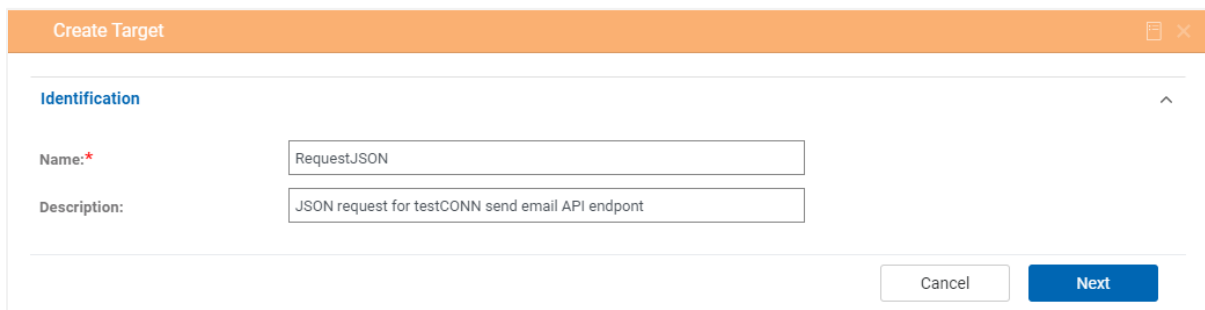 Create Target
Identification
Name:*
RequestJSON
Description:
JSON request for testCONN send email API endpont
Cancel
Next